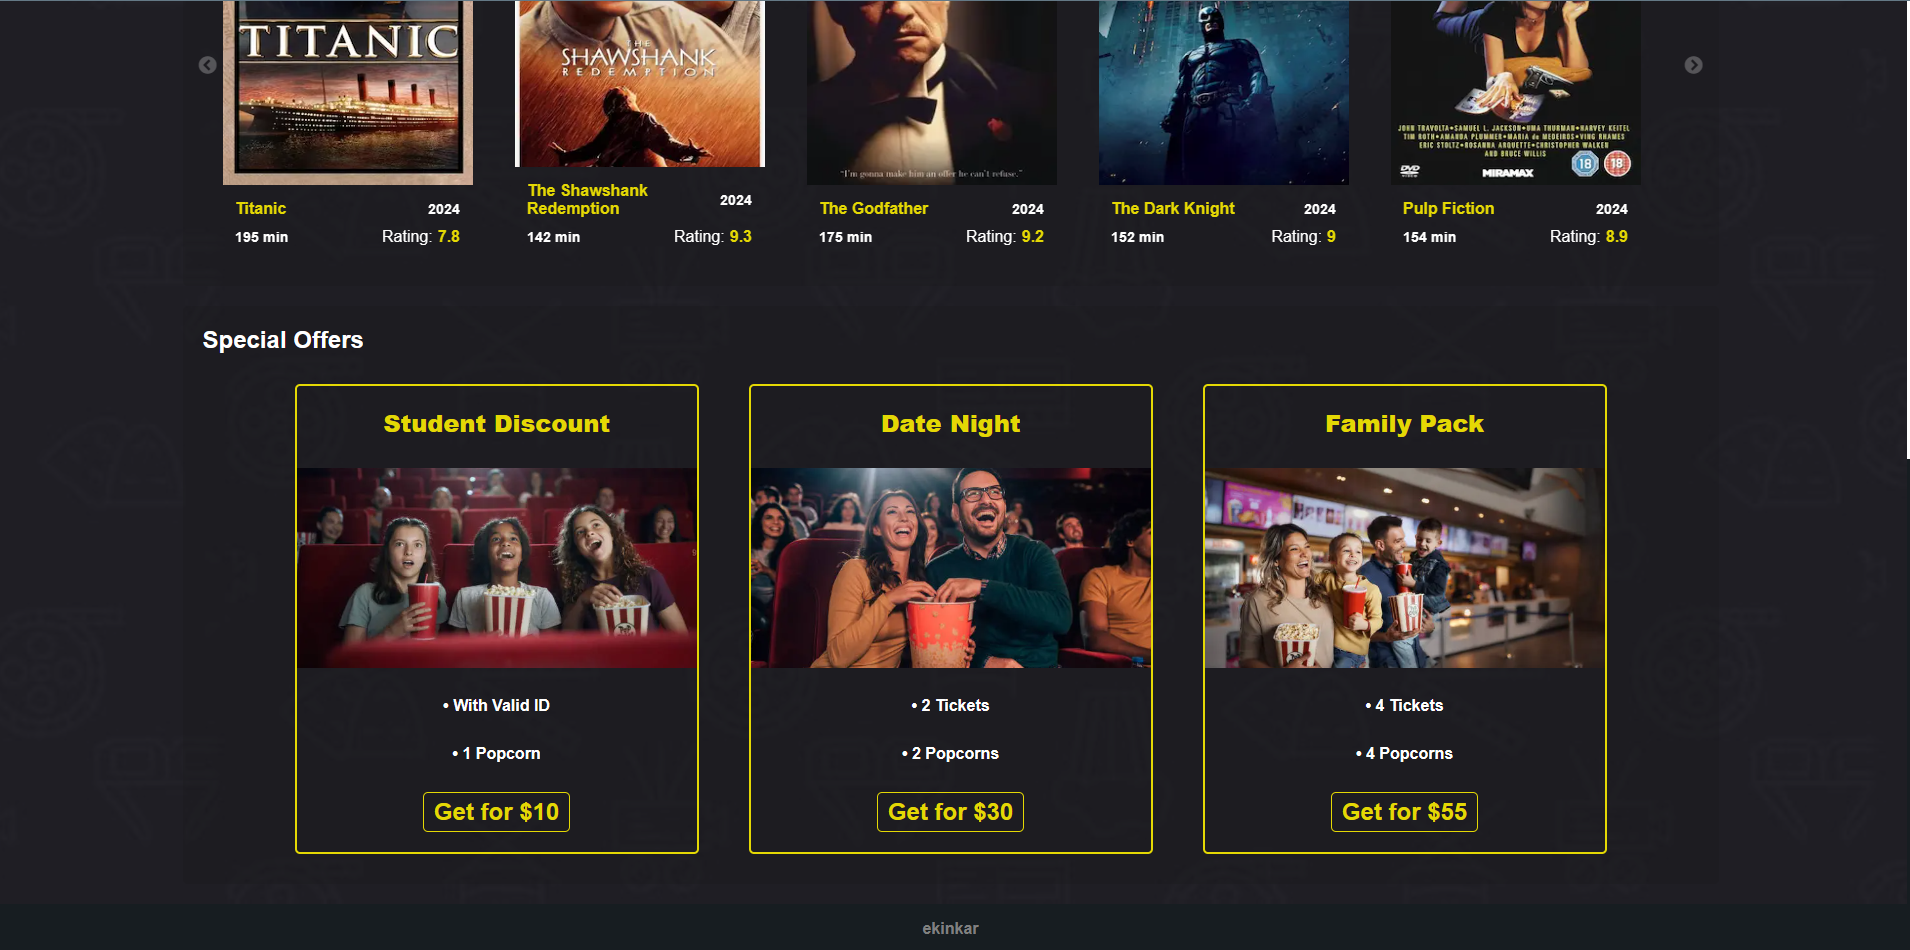 TITANIC
THE
SHAWSHANK
REDEMPTION
"I'm gonna make him an offer he can't refuse."
JOHN TRAVOLTA•SAMUEL L. JACKSON•UMA THURMAN•HARVEY KEITEL
TIM ROTH•AMANDA PLUMMER•MARIA de MEDEIROS•VING RHAMES
ERIC STOLTZ•ROSANNA ARQUETTE•CHRISTOPHER WALKEN
AND BRUCE WILLIS
DVD
MIRAMAX
18
18
Titanic 2024
195 min Rating: 7.8
The Shawshank
Redemption 2024
142 min Rating: 9.3
The Godfather 2024
175 min Rating: 9.2
The Dark Knight 2024
152 min Rating: 9
Pulp Fiction 2024
154 min Rating: 8.9
Special Offers
Student Discount
• With Valid ID
• 1 Popcorn
Get for $10
Date Night
• 2 Tickets
• 2 Popcorns
Get for $30
Family Pack
• 4 Tickets
• 4 Popcorns
Get for $55
ekinkar